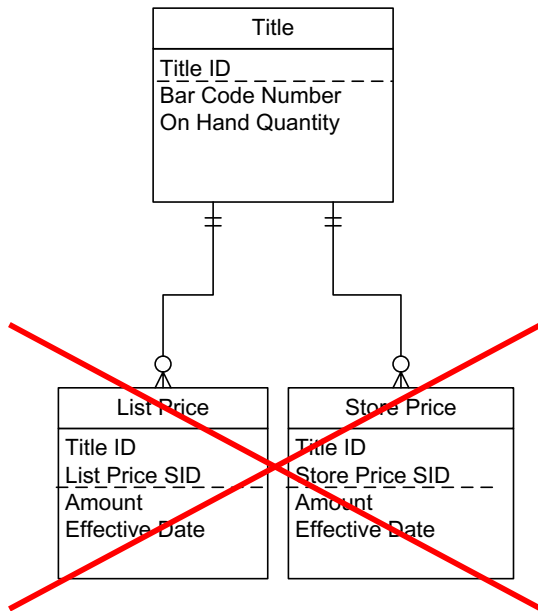 Title
Title ID
Bar Code Number
On Hand Quantity
List Price
Title ID
List Price SID
Amount
Effective Date
Store Price
Title ID
Store Price SID
Amount
Effective Date